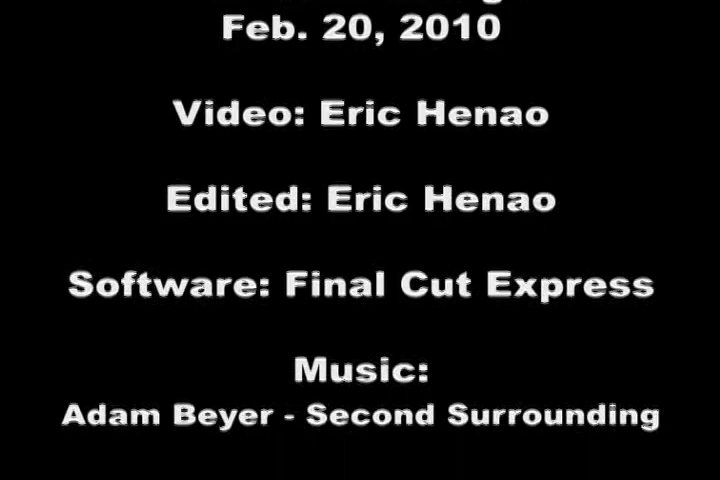 Feb. 20, 2010
Video: Eric Henao
Edited: Eric Henao
Software: Final Cut Express
Music:
Adam Beyer - Second Surrounding